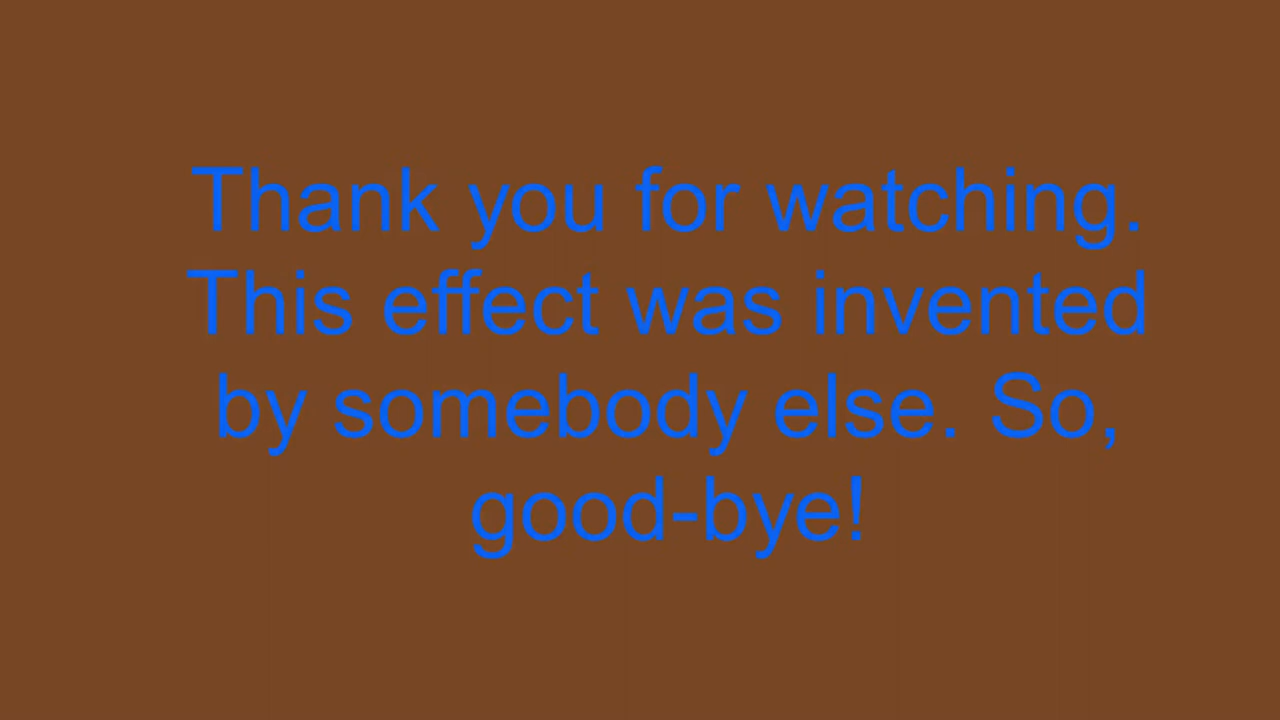 Thank you for watching.
This effect was invented
by somebody else. So,
good-bye!